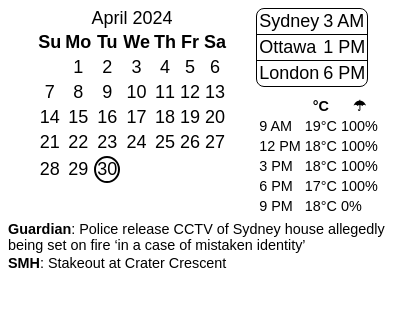 April 2024
Su Mo Tu We Th Fr Sa
1 2 3 4 5 6
7 8 9 10 11 12 13
14 15 16 17 18 19 20
21 22 23 24 25 26 27
28 29 30
Sydney 3 AM
Ottawa 1 PM
London 6 PM
°C ☂
9 AM 19°C 100%
12 PM 18°C 100%
3 PM 18°C 100%
6 PM 17°C 100%
9 PM 18°C 0%
Guardian: Police release CCTV of Sydney house allegedly
being set on fire ‘in a case of mistaken identity’
SMH: Stakeout at Crater Crescent